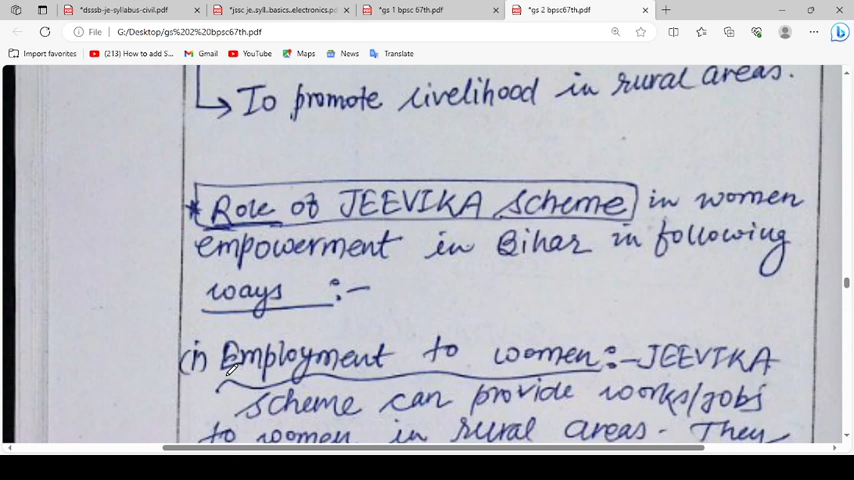 *dsssb-je-syllabus-civil.pdf
*jssc je..syll..basics..electronics.po
*gs 1 bpsc 67th.pdf
*gs 2 bpsc67th.pdf
File
G:/Desktop/gs%202%20bpsc67th.pdf
Import favorites
(213) How to add S...
Gmail
YouTube
Maps
News
Translate
To promote livelihood in rural areas.
* Role of JEEVIKA Scheme in women
empowerment in Bihar in following
ways :-
(i) Employment to women :- JEEVIKA
Scheme can provide works/jobs
to women in rural areas. They